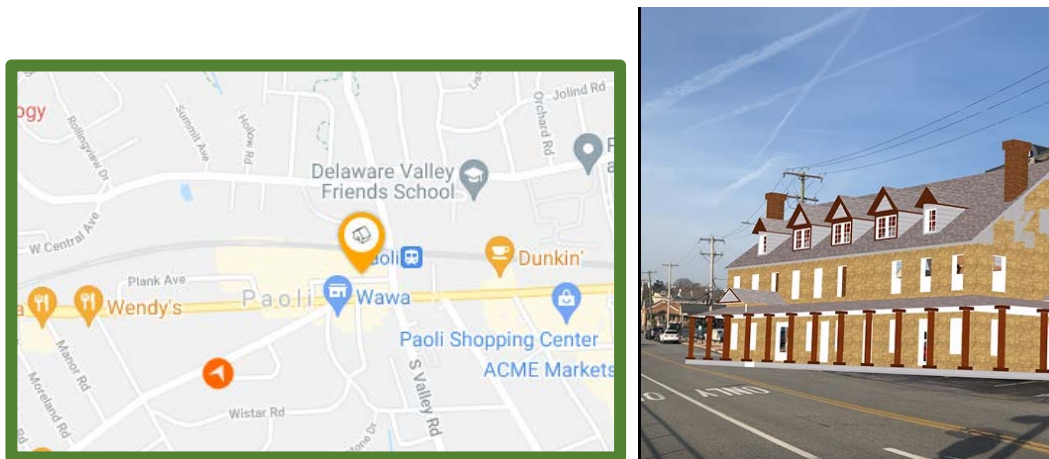 ogy
Rollingview Dr
Summit Ave
Hollow Rd
Jolind Rd
Orchard Rd
Delaware Valley
Friends School
W Central Ave
Plank Ave
Dunkin'
Wendy's
Paoli
Wawa
Paoli Shopping Center
ACME Markets
Manor Rd
Moreland Rd
Wistar Rd
S Valley Rd
ONLY